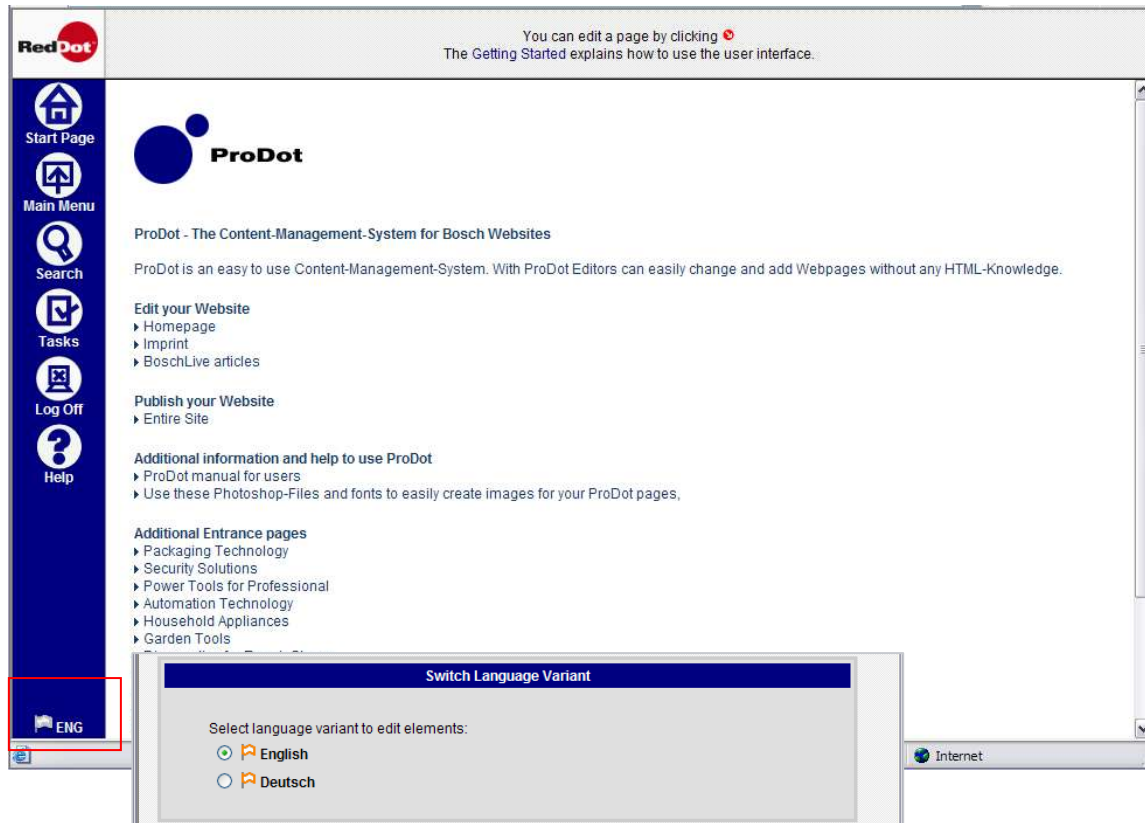 RedDot
You can edit a page by clicking
The Getting Started explains how to use the user interface.
Start Page
Main Menu
Search
Tasks
Log Off
Help
ENG
ProDot
ProDot - The Content-Management-System for Bosch Websites
ProDot is an easy to use Content-Management-System. With ProDot Editors can easily change and add Webpages without any HTML-Knowledge.
Edit your Website
Homepage
Imprint
BoschLive articles
Publish your Website
Entire Site
Additional information and help to use ProDot
ProDot manual for users
Use these Photoshop-Files and fonts to easily create images for your ProDot pages,
Additional Entrance pages
Packaging Technology
Security Solutions
Power Tools for Professional
Automation Technology
Household Appliances
Garden Tools
Switch Language Variant
Select language variant to edit elements:
English
Deutsch
Internet